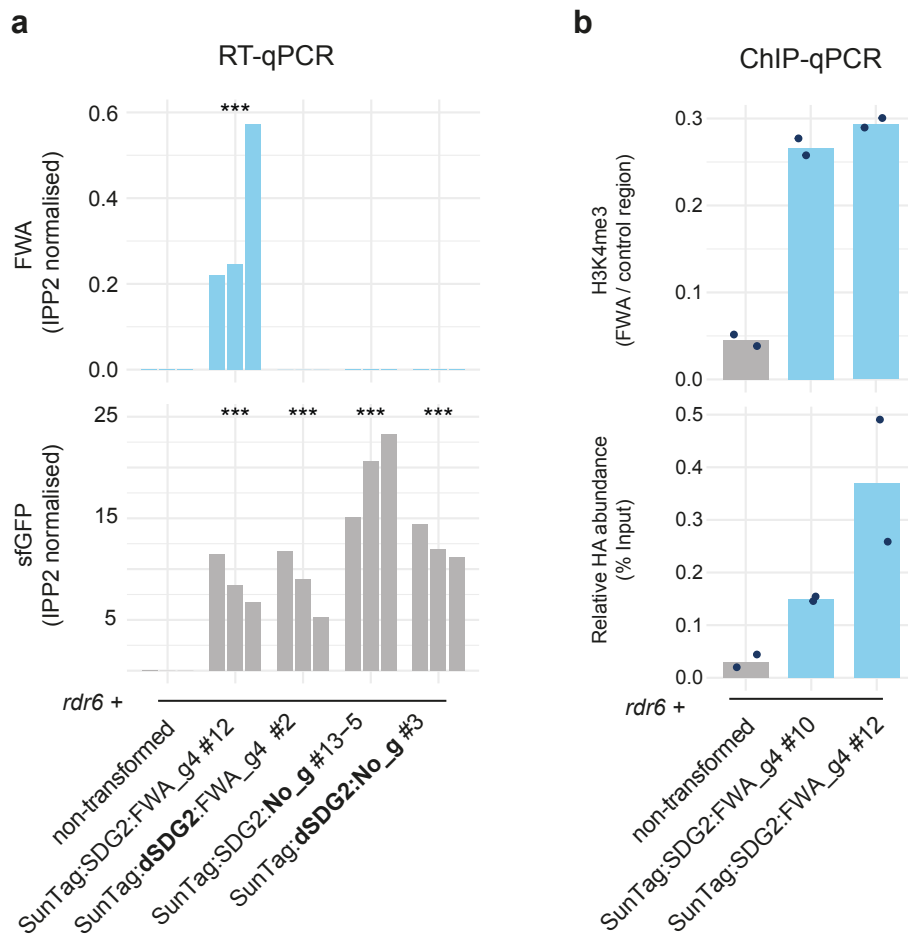 a
RT-qPCR
FWA
(IPP2 normalised)
0.6
0.4
0.2
0.0
***
sfGFP
(IPP2 normalised)
25
15
5
*** *** *** ***
rdr6 +
non-transformed
SunTag:SDG2:FWA_g4 #12
SunTag:dSDG2:FWA_g4 #2
SunTag:SDG2:No_g #13−5
SunTag:dSDG2:No_g #3
b
ChIP-qPCR
H3K4me3
(FWA / control region)
0.3
0.2
0.1
0.0
Relative HA abundance
(% Input)
0.5
0.4
0.3
0.2
0.1
0.0
rdr6 +
non-transformed
SunTag:SDG2:FWA_g4 #10
SunTag:SDG2:FWA_g4 #12